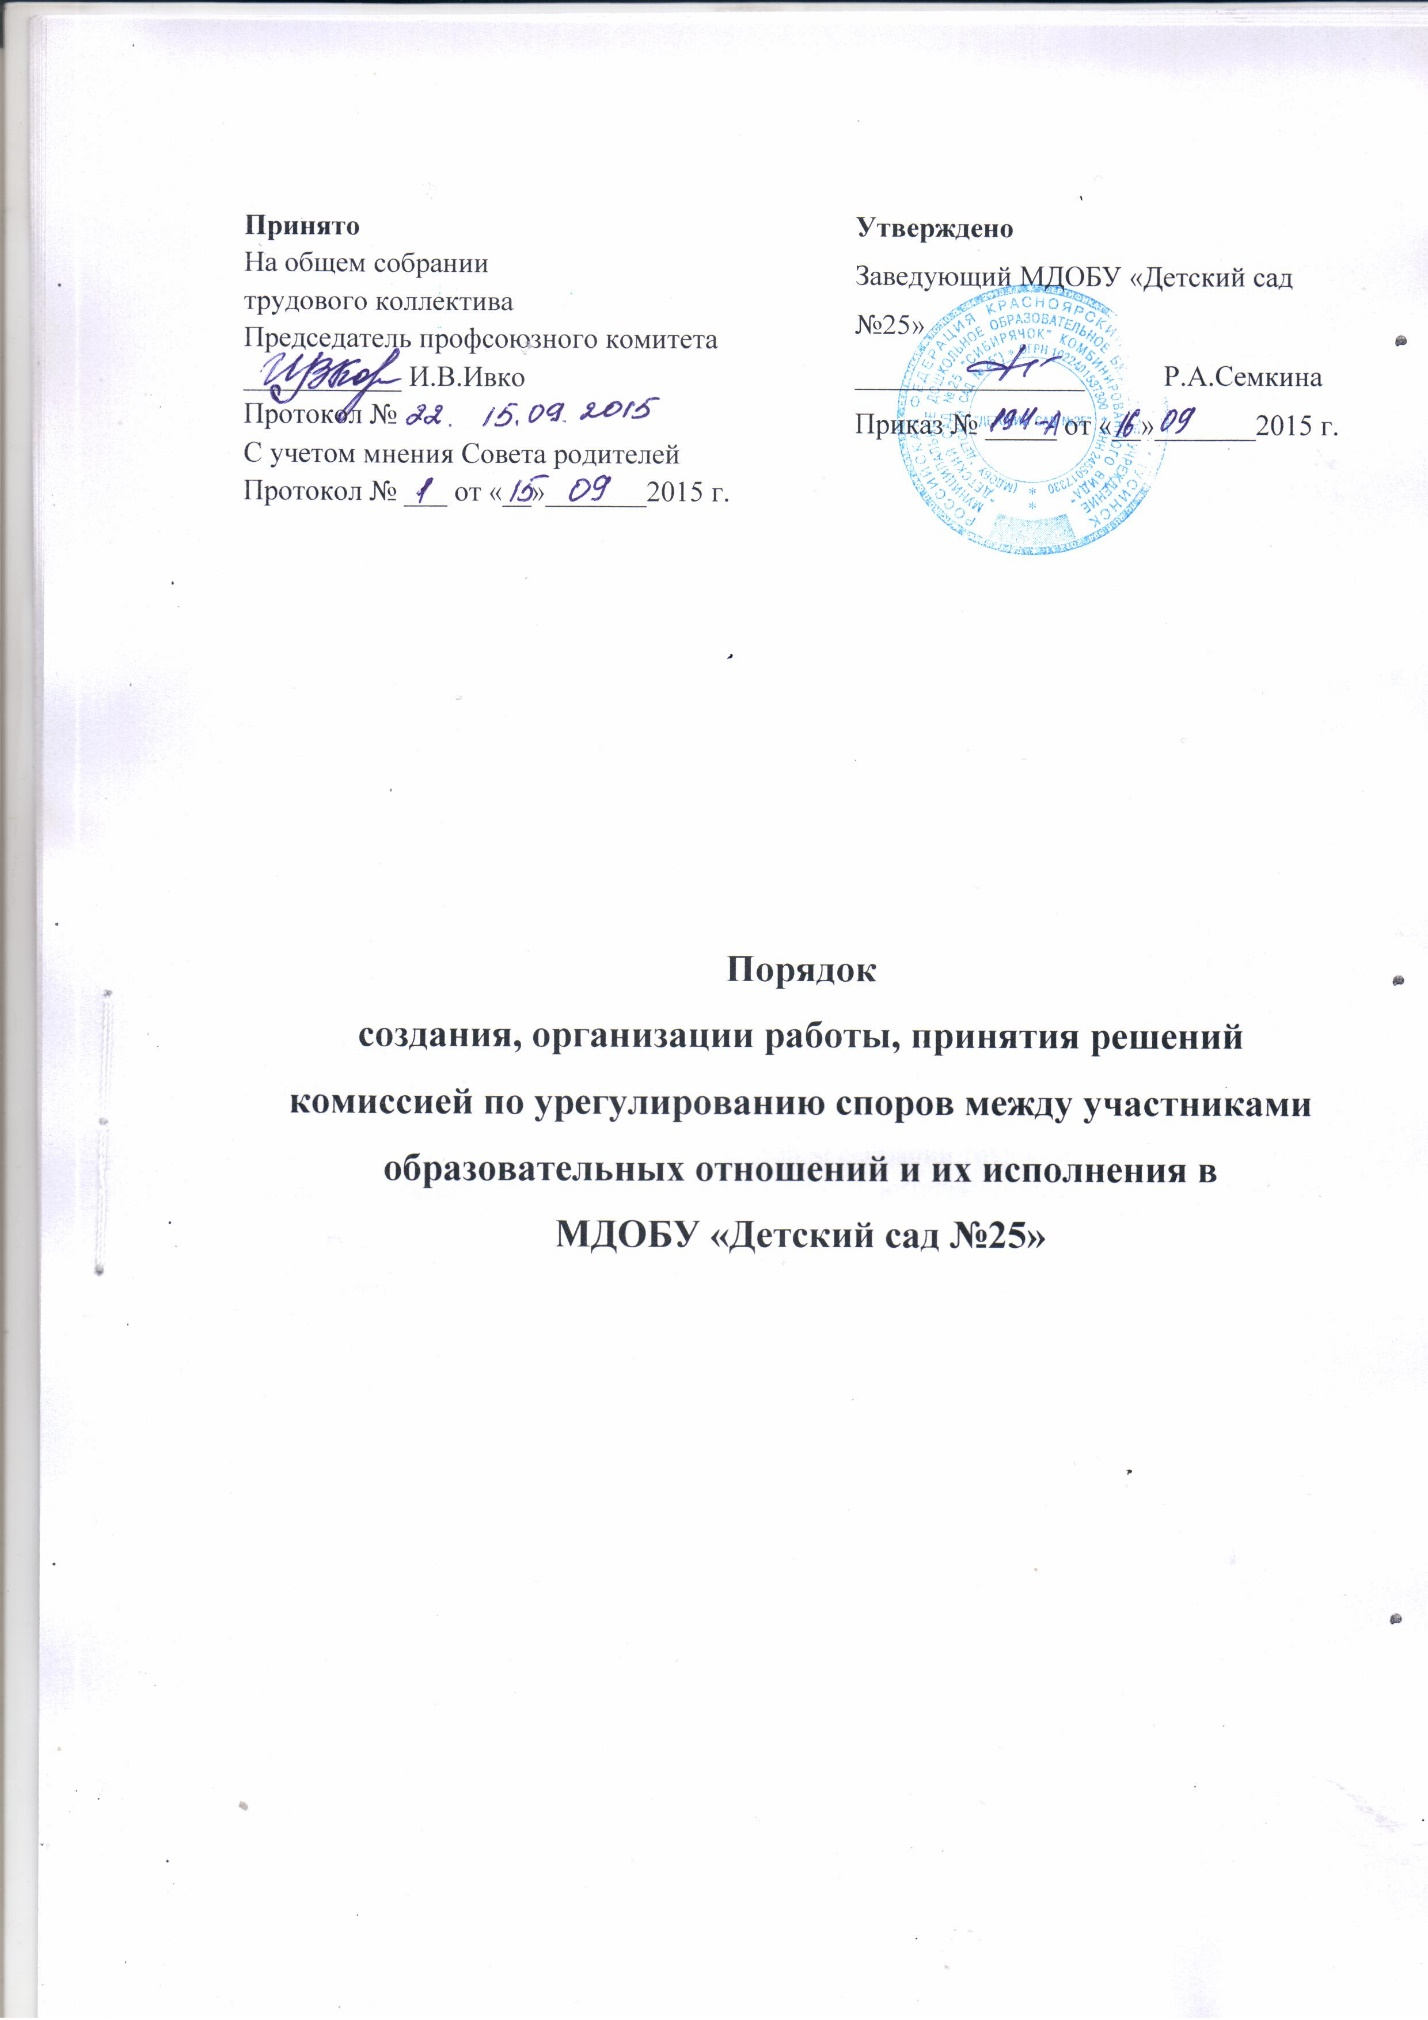 Принято
На общем собрании
трудового коллектива
Председатель профсоюзного комитета
И.В.Ивко
Протокол № 22. 15.09.2015
С учетом мнения Совета родителей
Протокол № 1 от «15» 09 2015 г.
Утверждено
Заведующий МДОБУ «Детский сад
№25»
Р.А.Семкина
Приказ № от «16» 09 2015 г.
Порядок
создания, организации работы, принятия решений
комиссией по урегулированию споров между участниками
образовательных отношений и их исполнения в
МДОБУ «Детский сад №25»